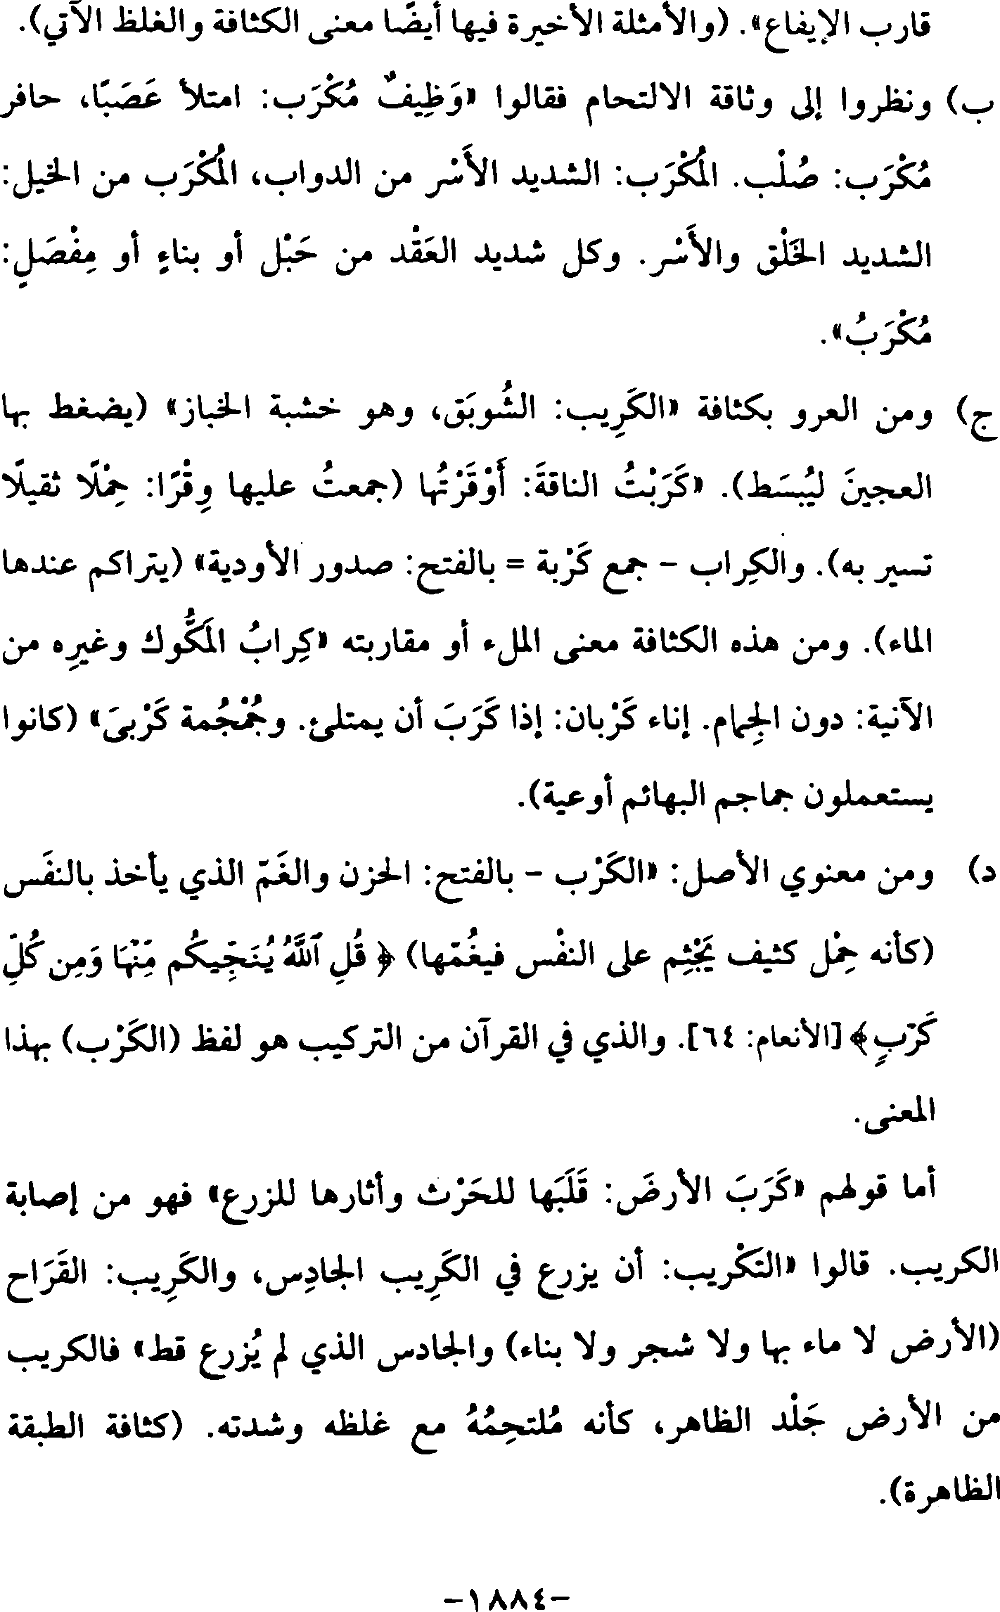 قارب الإيفاع». (والأمثلة الأخيرة فيها أيضًا معنى الكثافة والغلظ الآتي).
ب) ونظروا إلى وثاقة الالتحام فقالوا «وَظِيفٌ مُكْرَب: امتلأ عَصَبًا، حافر
مُكْرَب: صُلْب. المُكْرَب: الشديد الأَسْر من الدواب، المُكْرَب من الخيل:
الشديد الخَلْق والأَسْر. وكل شديد العَقْد من حَبْل أو بناءٍ أو مِفْصَلٍ:
مُكْرَبُ».
ج) ومن العرو بكثافة «الكَرِيب: الشُوبَق، وهو خشبة الخباز» (يضغط بها
العجينَ ليُبسَط). «كَرَبْتُ الناقةَ: أَوْقَرْتُها (جمعتُ عليها وِقْرًا: حِمْلًا ثقيلًا
تسير به). والكِراب - جمع كَرْبة = بالفتح: صدور الأودية» (يتراكم عندها
الماء). ومن هذه الكثافة معنى الملء أو مقاربته «كِرابُ المَكُّوك وغيرِه من
الآنية: دون الجِمام. إناء كَرْبان: إذا كَرَبَ أن يمتلئ. وجُمْجُمة كَرْبىَ» (كانوا
يستعملون جماجم البهائم أوعية).
د) ومن معنوي الأصل: «الكَرْب - بالفتح: الحزن والغَمّ الذي يأخذ بالنفَس
(كأنه حِمْل كثيف يَجْثِم على النفْس فيغُمّها) ﴿ قُلِ ٱللَّهُ يُنَجِّيكُم مِّنْهَا وَمِن كُلِّ
كَرْبٍ﴾ [الأنعام: ٦٤]. والذي في القرآن من التركيب هو لفظ (الكَرْب) بهذا
المعنى.
أما قولهم «كَرَبَ الأرضَ: قَلَبَها للحَرْث وأثارها للزرع» فهو من إصابة
الكريب. قالوا «التَكْريب: أن يزرع في الكَرِيب الجادِس، والكَرِيب: القَرَاح
(الأرض لا ماء بها ولا شجر ولا بناء) والجادس الذي لم يُزرع قط» فالكريب
من الأرض جَلْد الظاهر، كأنه مُلتحِمُهُ مع غلظه وشدته. (كثافة الطبقة
الظاهرة).
-١٨٨٤-